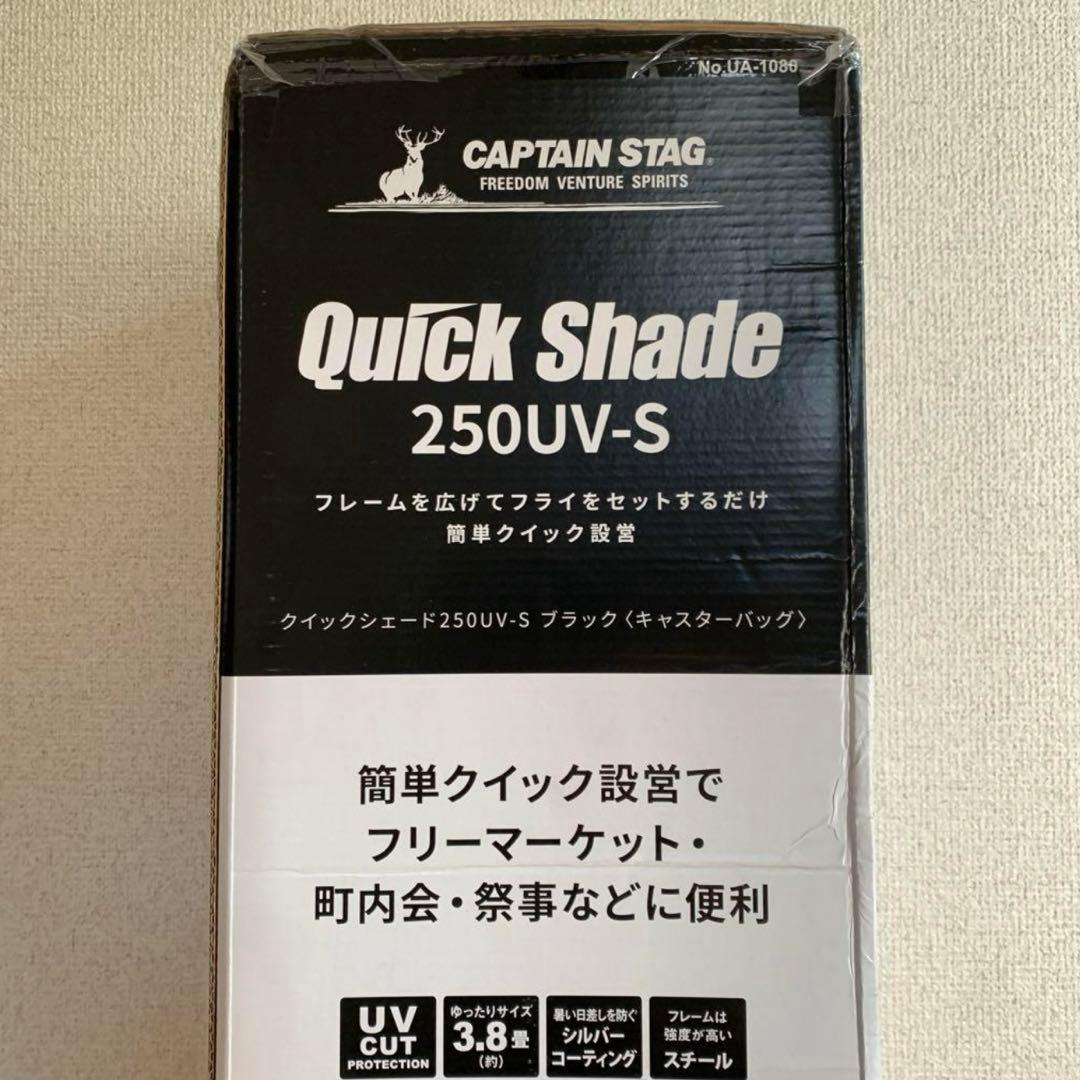 No.UA-1080
CAPTAIN STAG®
FREEDOM VENTURE SPIRITS
Quick Shade
250UV-S
フレームを広げてフライをセットするだけ
簡単クイック設営
クイックシェード250UV-S ブラック〈キャスターバッグ〉
簡単クイック設営で
フリーマーケット・
町内会・祭事などに便利
UV
CUT
PROTECTION
ゆったりサイズ
3.8畳
(約)
暑い日差しを防ぐ
シルバー
コーティング
フレームは
強度が高い
スチール